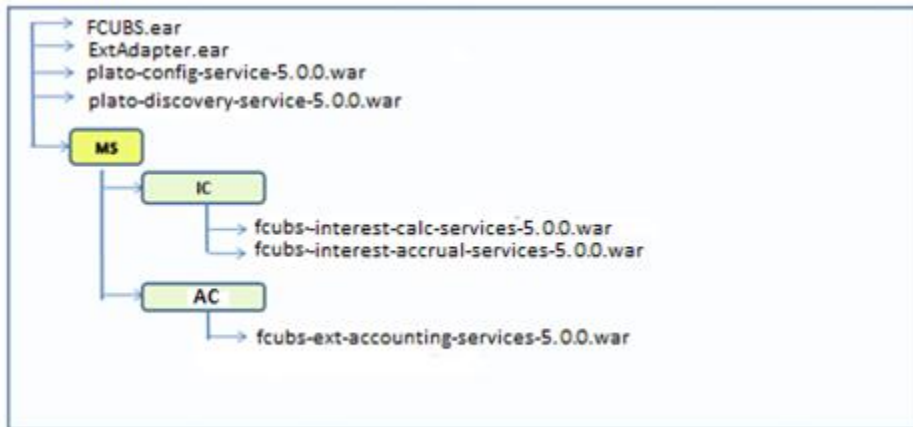 FCUBS.ear
ExtAdapter.ear
plato-config-service-5.0.0.war
plato-discovery-service-5.0.0.war
MS
IC
fcubs~interest-calc-services-5.0.0.war
fcubs~interest-accrual-services-5.0.0.war
AC
fcubs-ext-accounting-services-5.0.0.war